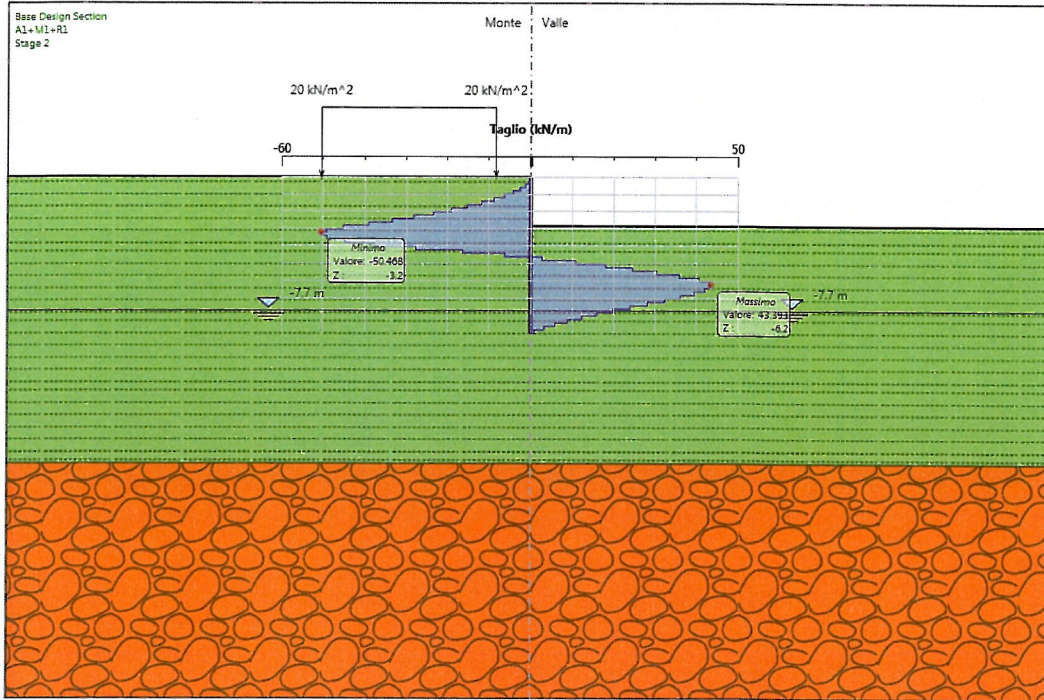 Base Design Section
A1+M1+R1
Stage 2
Monte Valle
20 kN/m^2 20 kN/m^2
Taglio (kN/m)
-60 0 50
Minimo
Valore: -50.468
Z : -3.2
-7.7 m
-7.7 m
Massimo
Valore: 43.393
Z : -6.2